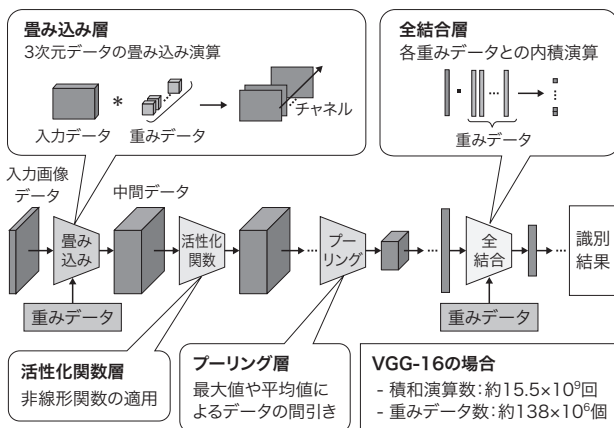 畳み込み層
3次元データの畳み込み演算
*
チャネル
入力データ
重みデータ
全結合層
各重みデータとの内積演算
…
重みデータ
入力画像
データ
中間データ
畳み
込み
活性化
関数
…
プー
リング
…
全
結合
…
識別
結果
重みデータ
重みデータ
活性化関数層
非線形関数の適用
プーリング層
最大値や平均値に
よるデータの間引き
VGG-16の場合
- 積和演算数:約15.5×10⁹回
- 重みデータ数:約138×10⁶個